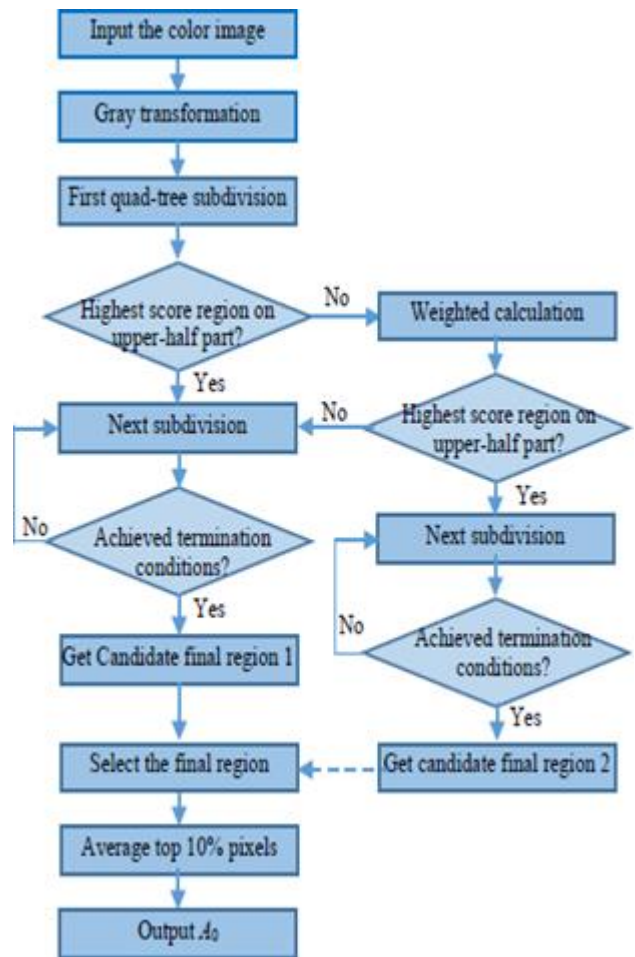 Input the color image
Gray transformation
First quad-tree subdivision
Highest score region on
upper-half part?
No
Weighted calculation
Yes
Next subdivision
No
Highest score region on
upper-half part?
Yes
No
Achieved termination
conditions?
Next subdivision
Yes
No
Achieved termination
conditions?
Get Candidate final region 1
Yes
Select the final region
Get candidate final region 2
Average top 10% pixels
Output A₀